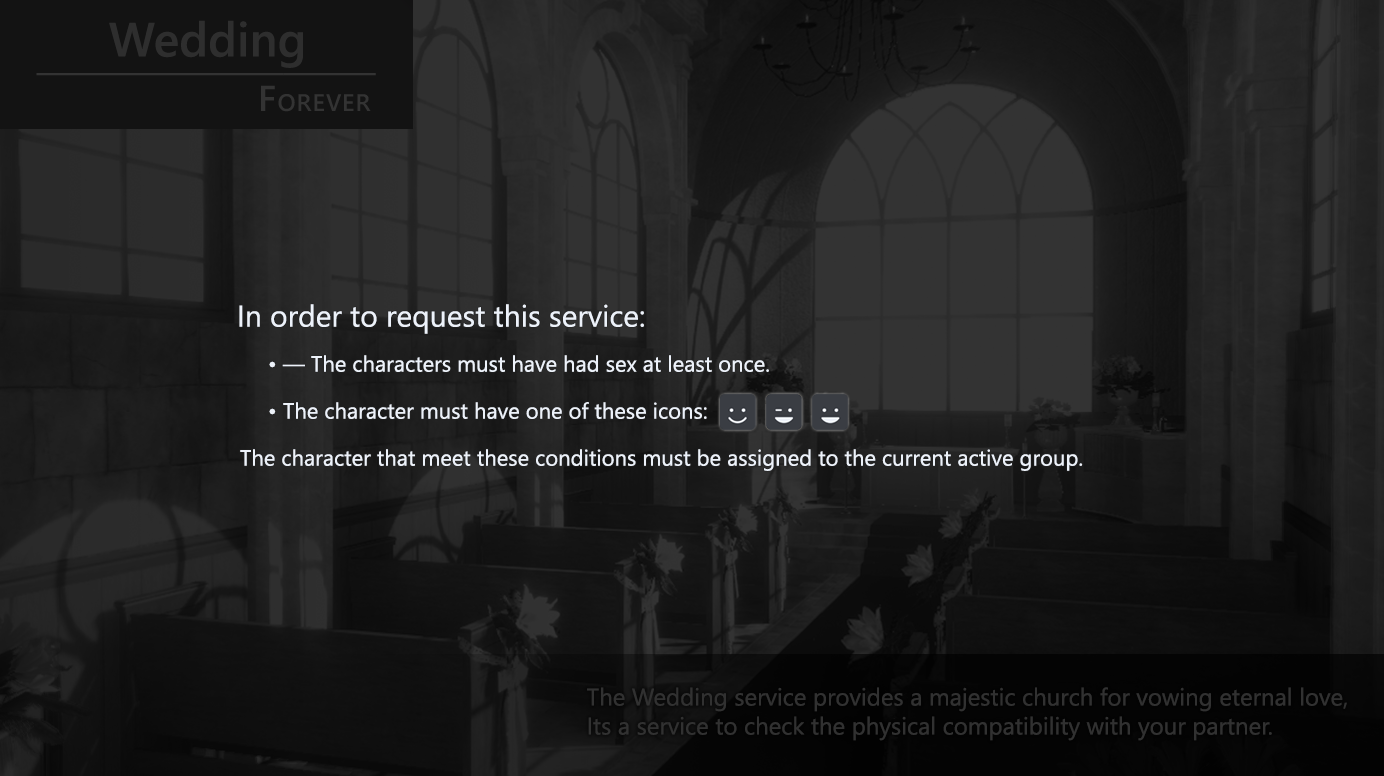 Wedding
FOREVER
In order to request this service:
• — The characters must have had sex at least once.
• The character must have one of these icons:
The character that meet these conditions must be assigned to the current active group.
The Wedding service provides a majestic church for vowing eternal love,
Its a service to check the physical compatibility with your partner.